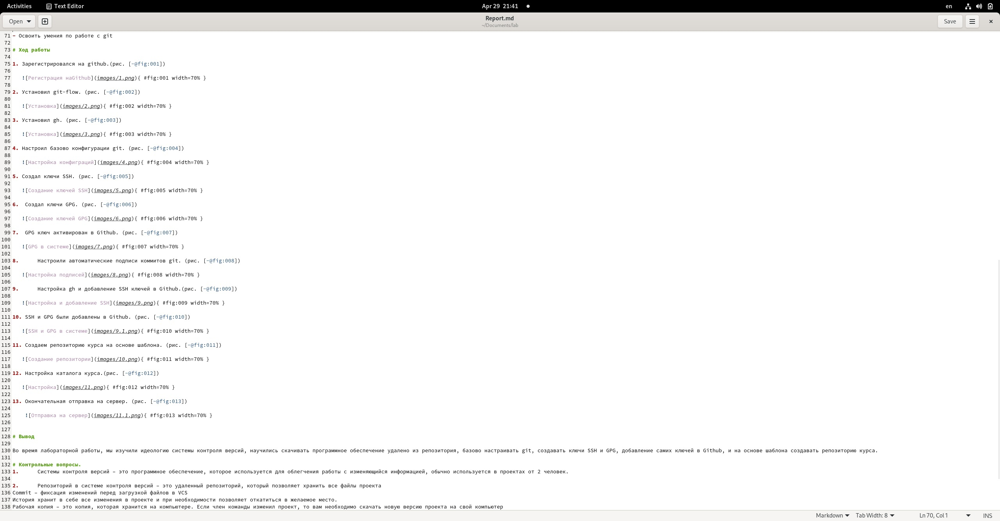 Activities Text Editor Apr 29 21:41 en
Open Report.md Save
~/Documents/lab
71 - Освоить умения по работе с git
72
73 # Ход работы
74
75 1. Зарегистрировался на github.(рис. [-@fig:001])
76
77 ![Регистрация наGithub](images/1.png){ #fig:001 width=70% }
78
79 2. Установил git-flow. (рис. [-@fig:002])
80
81 ![Установка](images/2.png){ #fig:002 width=70% }
82
83 3. Установил gh. (рис. [-@fig:003])
84
85 ![Установка](images/3.png){ #fig:003 width=70% }
86
87 4. Настроил базово конфигурации git. (рис. [-@fig:004])
88
89 ![Настройка конфиграций](images/4.png){ #fig:004 width=70% }
90
91 5. Создал ключи SSH. (рис. [-@fig:005])
92
93 ![Создание ключей SSH](images/5.png){ #fig:005 width=70% }
94
95 6. Создал ключи GPG. (рис. [-@fig:006])
96
97 ![Создание ключей GPG](images/6.png){ #fig:006 width=70% }
98
99 7. GPG ключ активирован в Github. (рис. [-@fig:007])
100
101 ![GPG в системе](images/7.png){ #fig:007 width=70% }
102
103 8. Настроили автоматические подписи коммитов git. (рис. [-@fig:008])
104
105 ![Настройка подписей](images/8.png){ #fig:008 width=70% }
106
107 9. Настройка gh и добавление SSH ключей в Github.(рис. [-@fig:009])
108
109 ![Настройка и добавление SSH](images/9.png){ #fig:009 width=70% }
110
111 10. SSH и GPG были добавлены в Github. (рис. [-@fig:010])
112
113 ![SSH и GPG в системе](images/9.1.png){ #fig:010 width=70% }
114
115 11. Создаем репозиторию курса на основе шаблона. (рис. [-@fig:011])
116
117 ![Создание репозитории](images/10.png){ #fig:011 width=70% }
118
119 12. Настройка каталога курса.(рис. [-@fig:012])
120
121 ![Настройка](images/11.png){ #fig:012 width=70% }
122
123 13. Окончательная отправка на сервер. (рис. [-@fig:013])
124
125 ![Отправка на сервер](images/11.1.png){ #fig:013 width=70% }
126
127
128 # Вывод
129
130 Во время лабораторной работы, мы изучили идеологию системы контроля версий, научились скачивать программное обеспечение удалено из репозитория, базово настраивать git, создавать ключи SSH и GPG, добавление самих ключей в Github, и на основе шаблона создавать репозиторию курса.
131
132 # Контрольные вопросы.
133 1. Системы контроля версий – это программное обеспечение, которое используется для облегчения работы с изменяющийся информацией, обычно используется в проектах от 2 человек.
134
135 2. Репозиторий в системе контроля версий – это удаленный репозиторий, который позволяет хранить все файлы проекта
136 Commit – фиксация изменений перед загрузкой файлов в VCS
137 История хранит в себе все изменения в проекте и при необходимости позволяет откатиться в желаемое место.
138 Рабочая копия – это копия, которая хранится на компьютере. Если член команды изменил проект, то вам необходимо скачать новую версию проекта на свой компьютер
Markdown Tab Width: 8 Ln 70, Col 1 INS